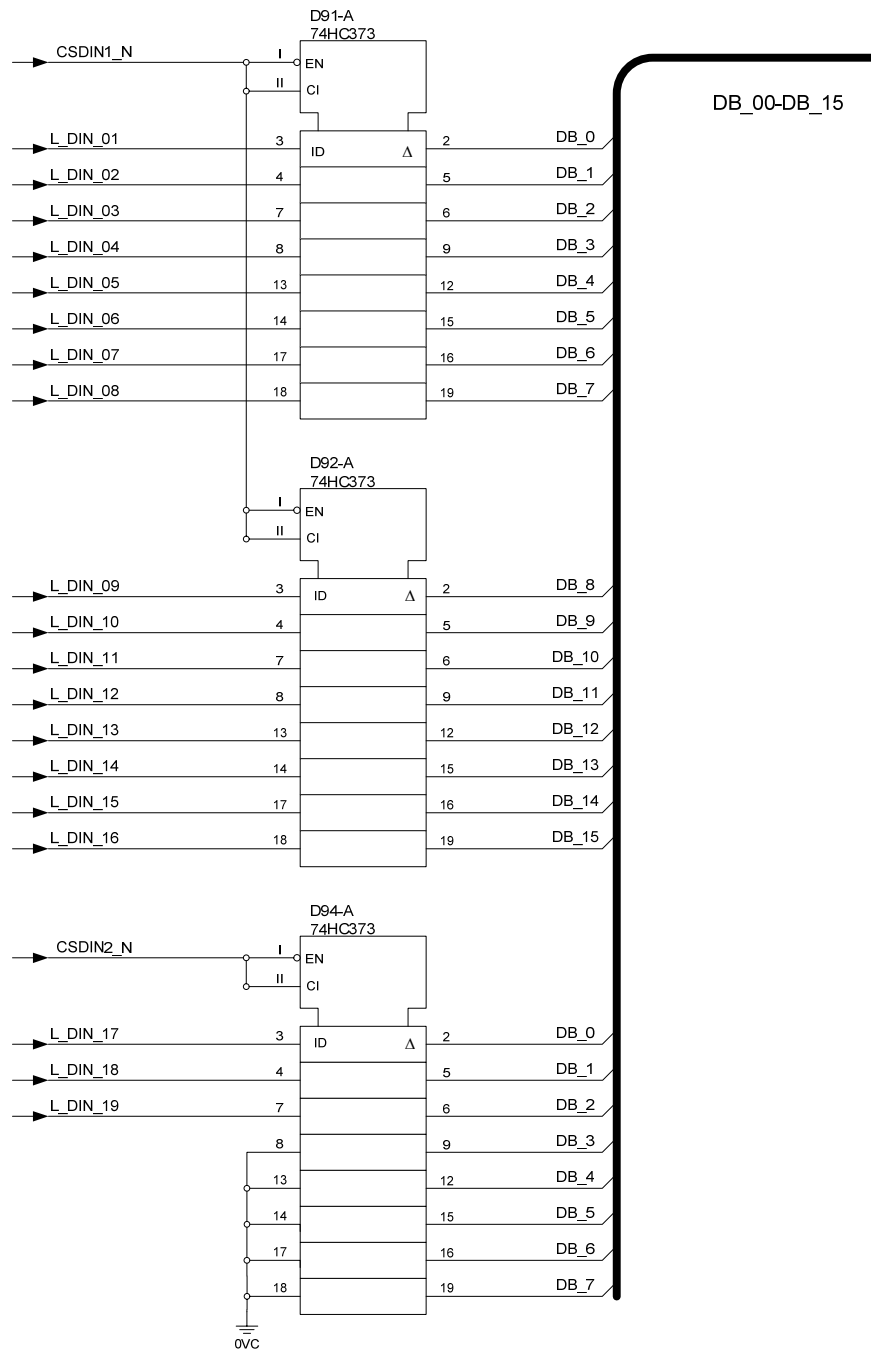 D91-A
74HC373
CSDIN1_N I EN
II CI
DB_00-DB_15
L_DIN_01 3 ID Δ 2 DB_0
L_DIN_02 4 5 DB_1
L_DIN_03 7 6 DB_2
L_DIN_04 8 9 DB_3
L_DIN_05 13 12 DB_4
L_DIN_06 14 15 DB_5
L_DIN_07 17 16 DB_6
L_DIN_08 18 19 DB_7
D92-A
74HC373
I EN
II CI
L_DIN_09 3 ID Δ 2 DB_8
L_DIN_10 4 5 DB_9
L_DIN_11 7 6 DB_10
L_DIN_12 8 9 DB_11
L_DIN_13 13 12 DB_12
L_DIN_14 14 15 DB_13
L_DIN_15 17 16 DB_14
L_DIN_16 18 19 DB_15
D94-A
74HC373
CSDIN2_N I EN
II CI
L_DIN_17 3 ID Δ 2 DB_0
L_DIN_18 4 5 DB_1
L_DIN_19 7 6 DB_2
8 9 DB_3
13 12 DB_4
14 15 DB_5
17 16 DB_6
18 19 DB_7
0VC